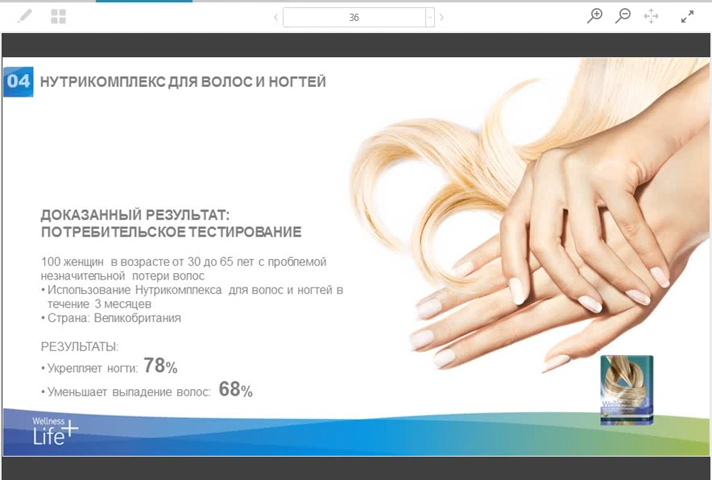 36
04 НУТРИКОМПЛЕКС ДЛЯ ВОЛОС И НОГТЕЙ
ДОКАЗАННЫЙ РЕЗУЛЬТАТ:
ПОТРЕБИТЕЛЬСКОЕ ТЕСТИРОВАНИЕ
100 женщин в возрасте от 30 до 65 лет с проблемой
незначительной потери волос
• Использование Нутрикомплекса для волос и ногтей в
течение 3 месяцев
• Страна: Великобритания
РЕЗУЛЬТАТЫ:
• Укрепляет ногти: 78%
• Уменьшает выпадение волос: 68%
Wellness
Life+